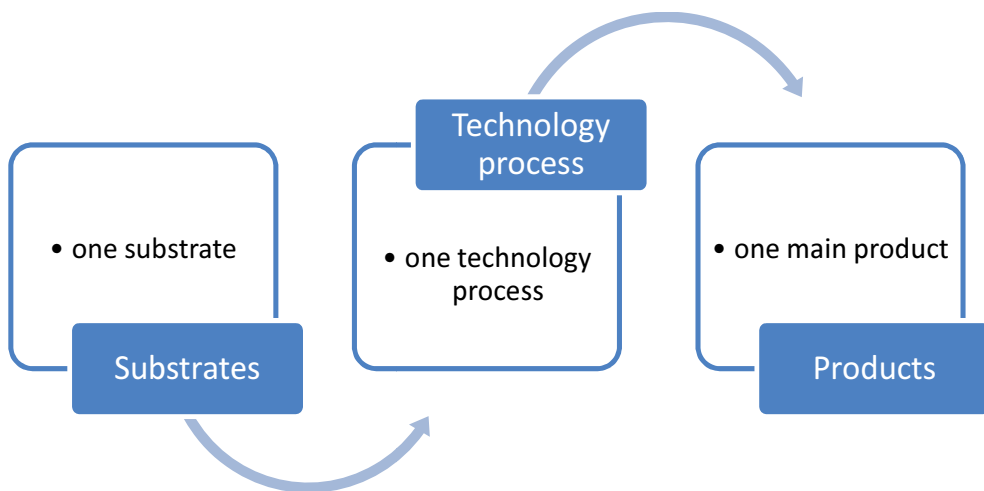 • one substrate
Substrates
Technology
process
• one technology
process
• one main product
Products